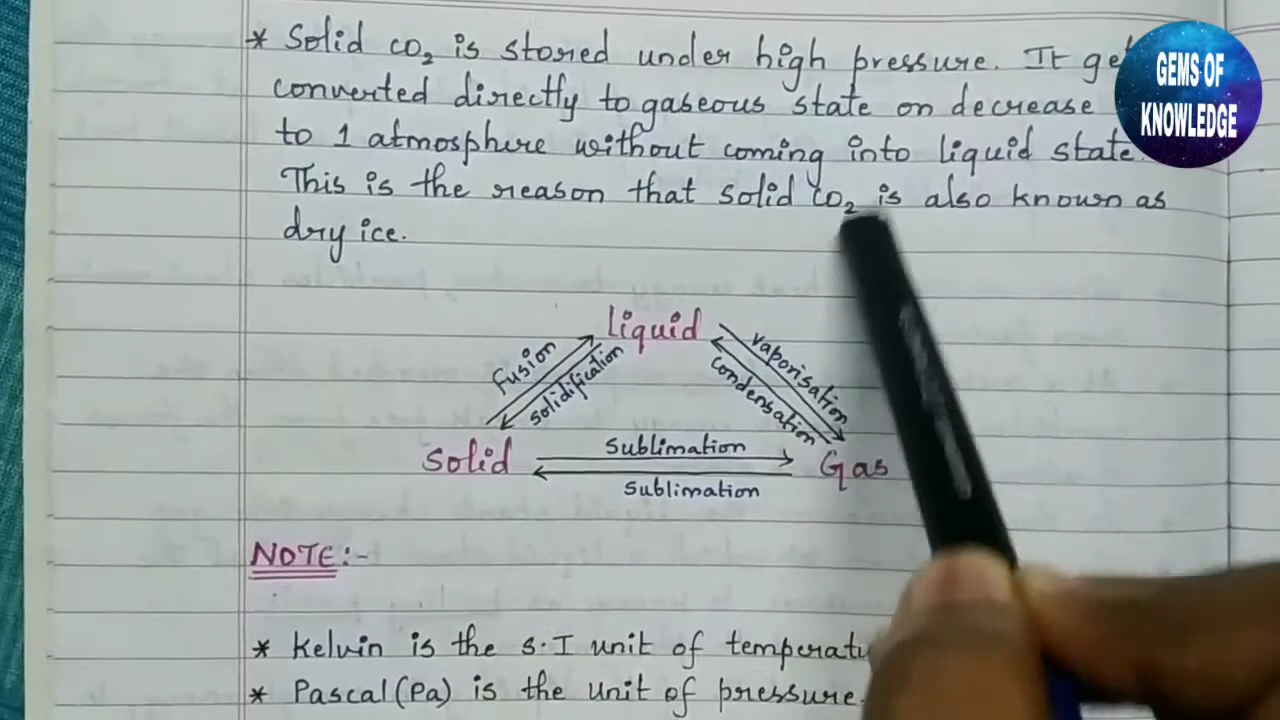 * Solid CO2 is stored under high pressure. It
converted directly to gaseous state on decrease
to 1 atmosphere without coming into liquid state.
This is the reason that solid CO2 is also known as
dry ice.
Liquid
Fusion
solidification
vaporisation
condensation
Solid
Sublimation
Gas
Sublimation
NOTE:-
* Kelvin is the S.I unit of
* Pascal (Pa) is the unit of pressure.
GEMS OF
KNOWLEDGE